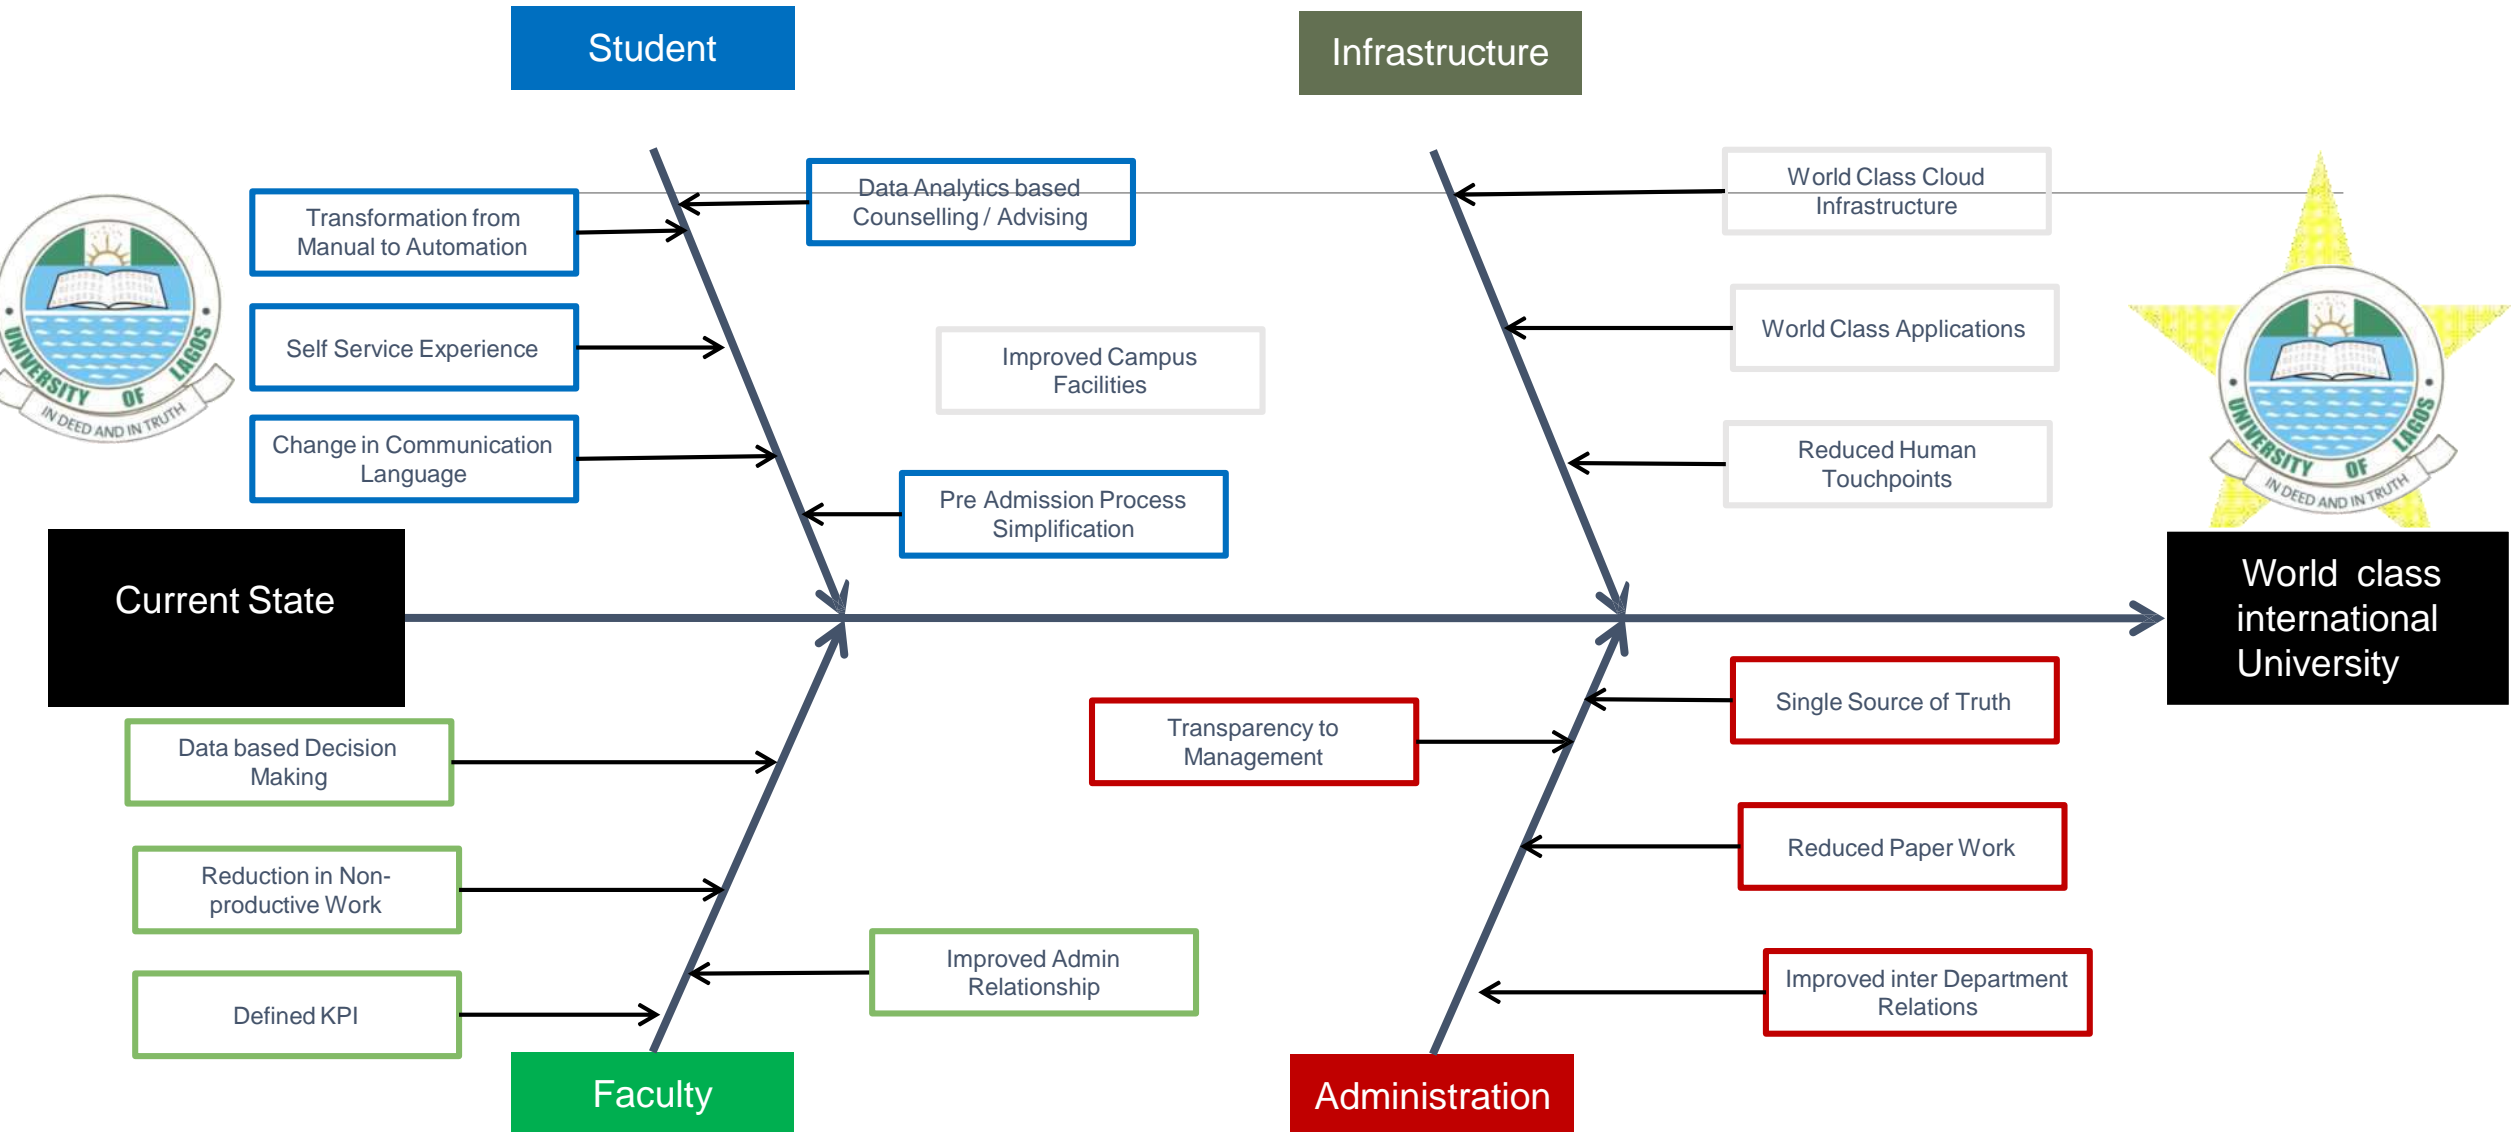 Student
Infrastructure
Data Analytics based
Counselling / Advising
World Class Cloud
Infrastructure
Transformation from
Manual to Automation
Self Service Experience
Improved Campus
Facilities
World Class Applications
Change in Communication
Language
Pre Admission Process
Simplification
Reduced Human
Touchpoints
UNIVERSITY OF LAGOS
IN DEED AND IN TRUTH
UNIVERSITY OF LAGOS
IN DEED AND IN TRUTH
Current State
World class
international
University
Data based Decision
Making
Transparency to
Management
Single Source of Truth
Reduction in Non-
productive Work
Reduced Paper Work
Defined KPI
Improved Admin
Relationship
Improved inter Department
Relations
Faculty
Administration